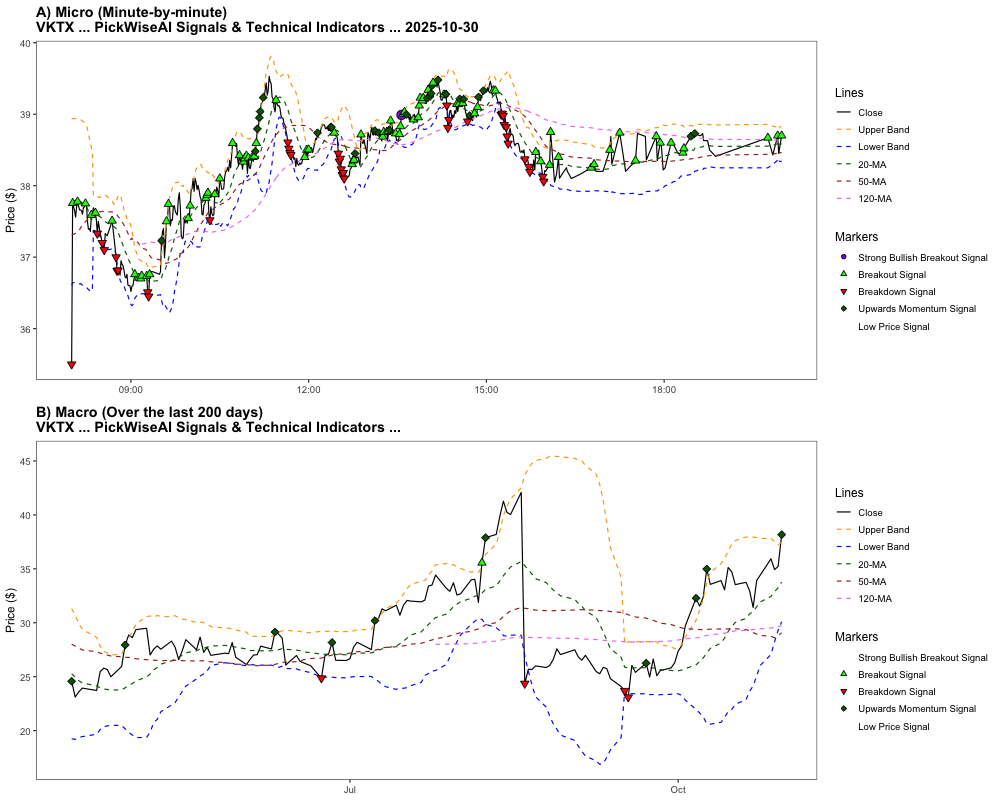 A) Micro (Minute-by-minute)
VKTX ... PickWiseAI Signals & Technical Indicators ... 2025-10-30
40
39
38
37
36
Price ($)
09:00
12:00
15:00
18:00
Lines
Close
Upper Band
Lower Band
20-MA
50-MA
120-MA
Markers
Strong Bullish Breakout Signal
Breakout Signal
Breakdown Signal
Upwards Momentum Signal
Low Price Signal
B) Macro (Over the last 200 days)
VKTX ... PickWiseAI Signals & Technical Indicators ...
45
40
35
30
25
20
Price ($)
Jul
Oct
Lines
Close
Upper Band
Lower Band
20-MA
50-MA
120-MA
Markers
Strong Bullish Breakout Signal
Breakout Signal
Breakdown Signal
Upwards Momentum Signal
Low Price Signal